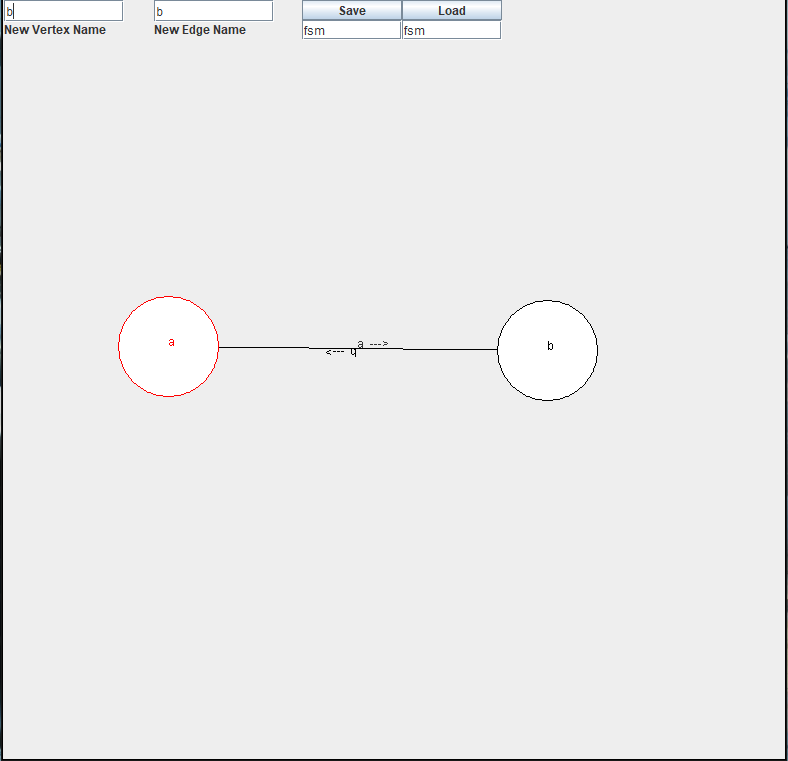 b b Save Load
New Vertex Name New Edge Name fsm fsm
a --->
a b
<--- b